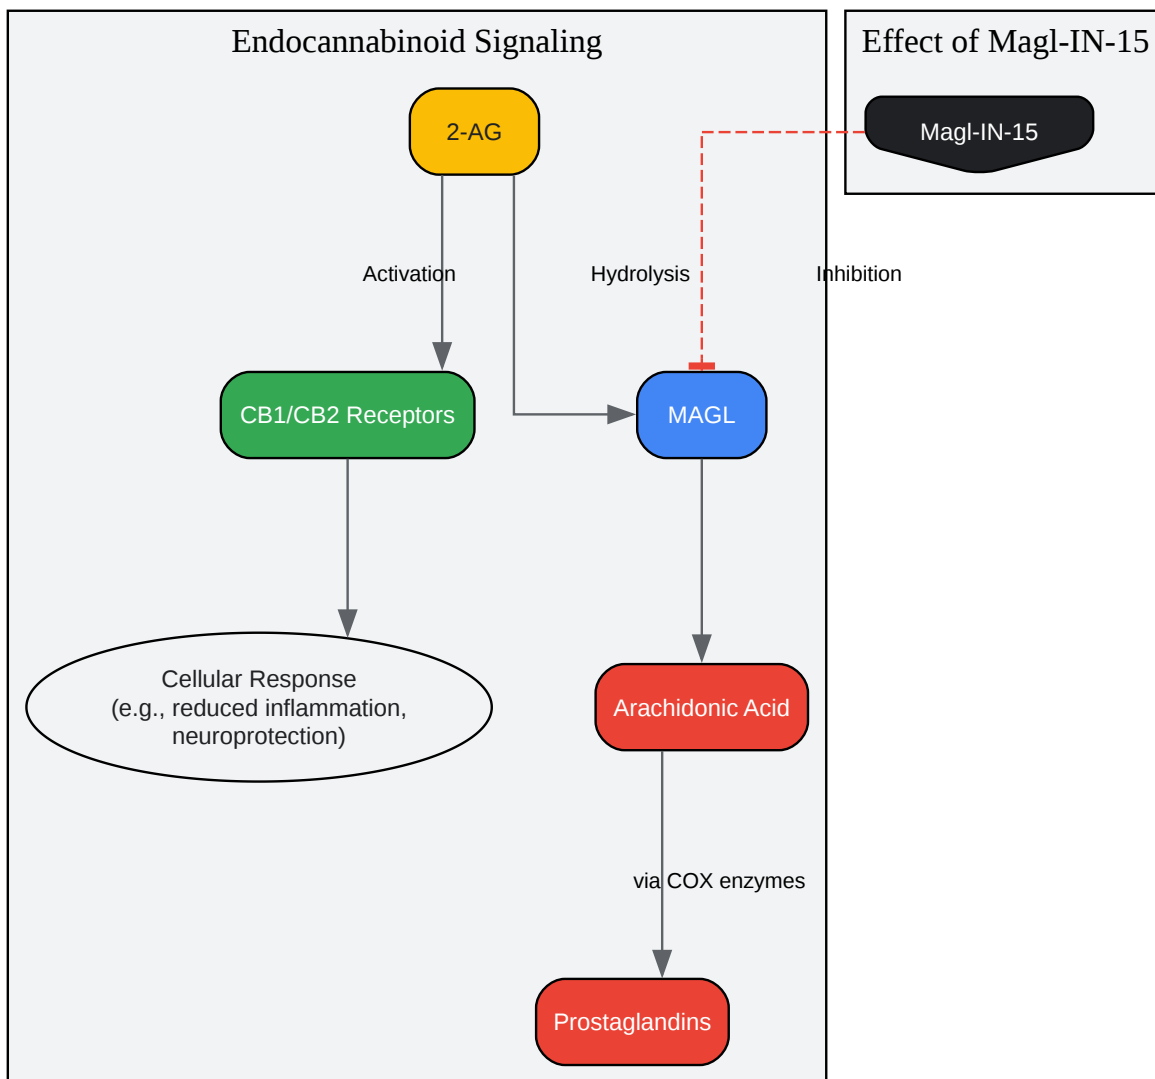 Endocannabinoid Signaling
Effect of Magl-IN-15
2-AG
Magl-IN-15
Activation
Hydrolysis
Inhibition
CB1/CB2 Receptors
MAGL
Cellular Response
(e.g., reduced inflammation,
neuroprotection)
Arachidonic Acid
via COX enzymes
Prostaglandins